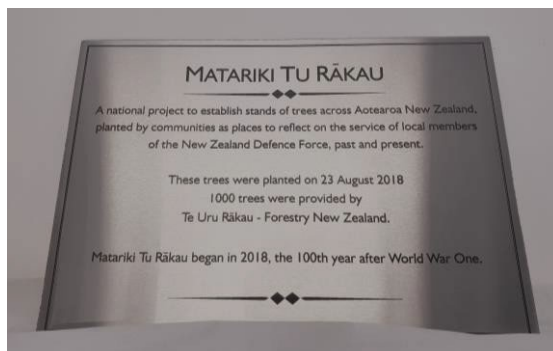 MATARIKI TU RĀKAU
A national project to establish stands of trees across Aotearoa New Zealand,
planted by communities as places to reflect on the service of local members
of the New Zealand Defence Force, past and present.
These trees were planted on 23 August 2018
1000 trees were provided by
Te Uru Rākau - Forestry New Zealand.
Matariki Tu Rākau began in 2018, the 100th year after World War One.